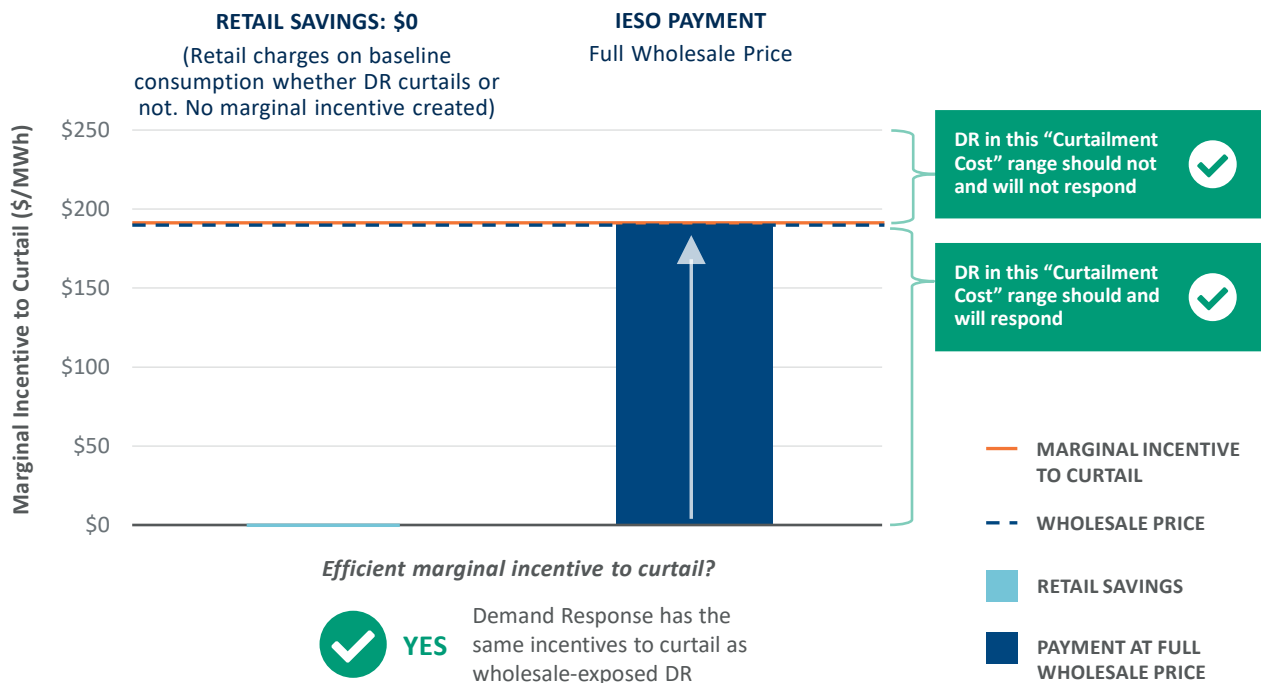 RETAIL SAVINGS: $0
(Retail charges on baseline
consumption whether DR curtails or
not. No marginal incentive created)
IESO PAYMENT
Full Wholesale Price
Marginal Incentive to Curtail ($/MWh)
$250
$200
$150
$100
$50
$0
DR in this “Curtailment
Cost” range should not
and will not respond
DR in this “Curtailment
Cost” range should and
will respond
MARGINAL INCENTIVE
TO CURTAIL
WHOLESALE PRICE
RETAIL SAVINGS
PAYMENT AT FULL
WHOLESALE PRICE
Efficient marginal incentive to curtail?
YES
Demand Response has the
same incentives to curtail as
wholesale-exposed DR